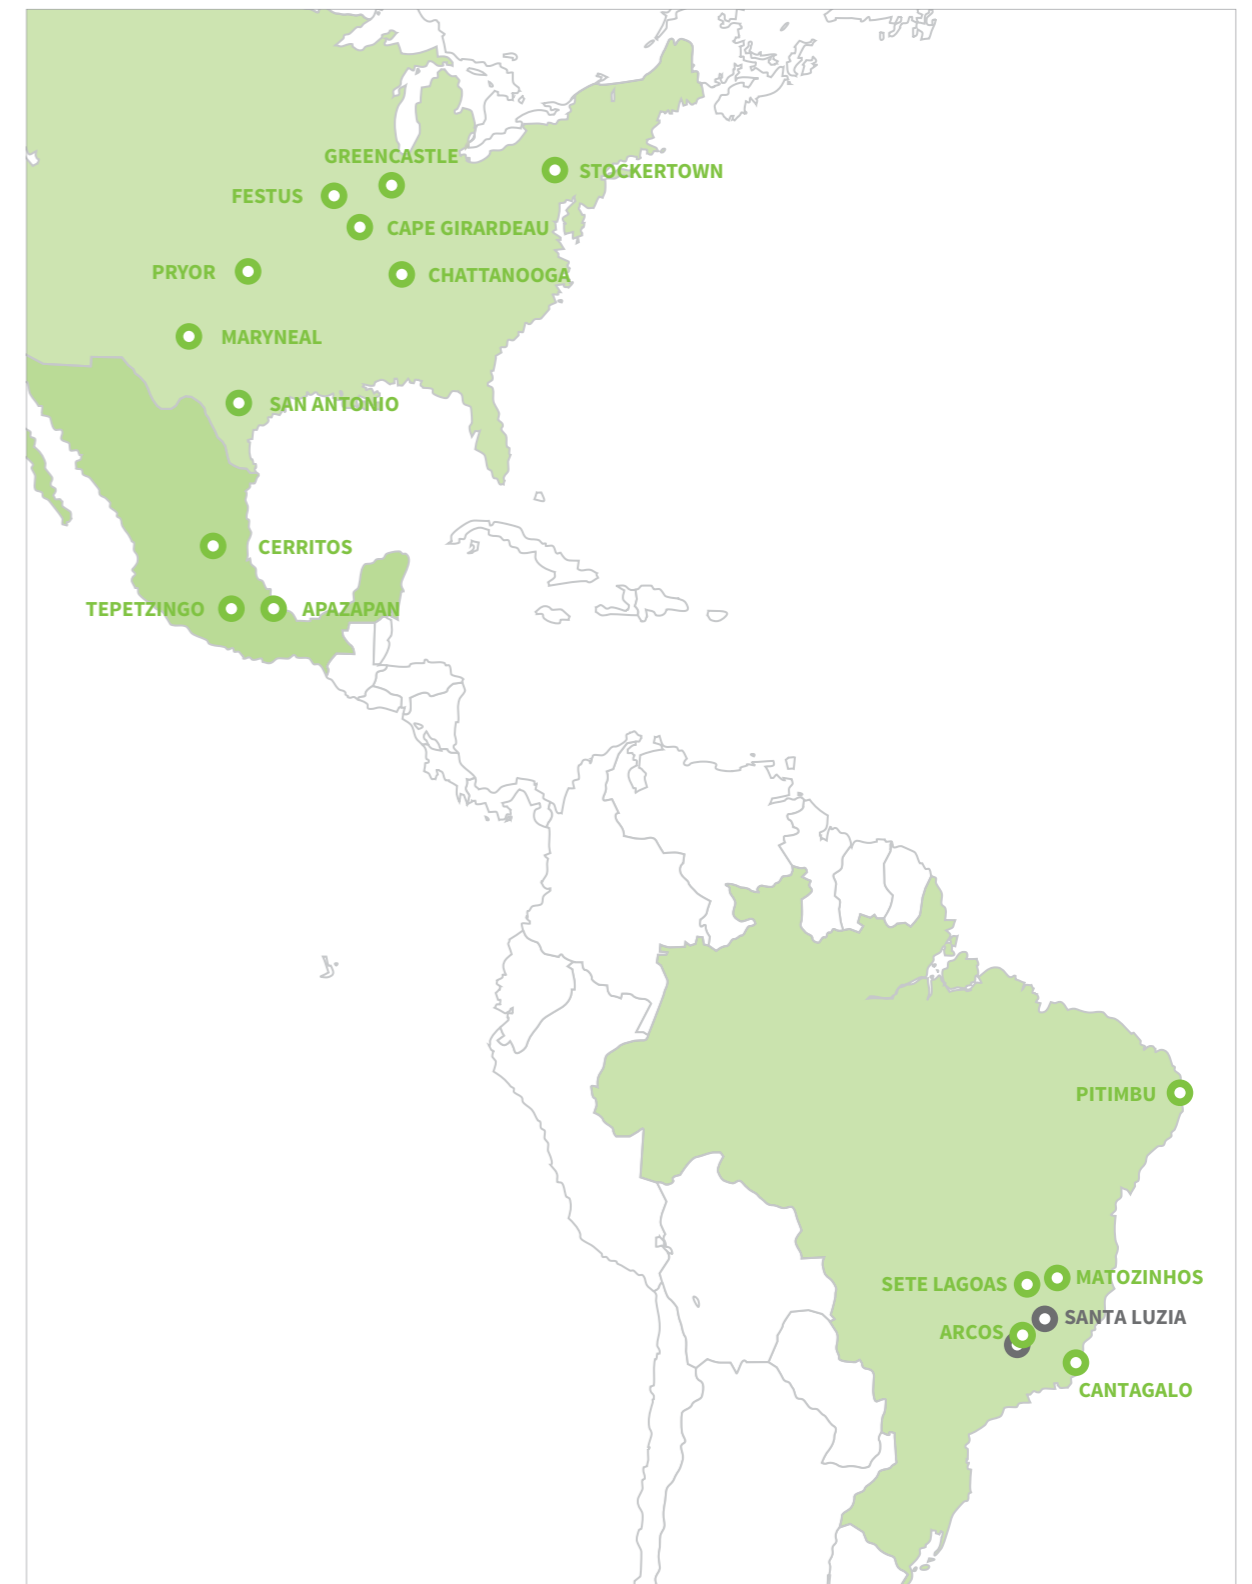 GREENCASTLE
STOCKERTOWN
FESTUS
CAPE GIRARDEAU
PRYOR
CHATTANOOGA
MARYNEAL
SAN ANTONIO
CERRITOS
TEPETZINGO
APAZAPAN
PITIMBU
SETE LAGOAS
MATOZINHOS
SANTA LUZIA
ARCOS
CANTAGALO